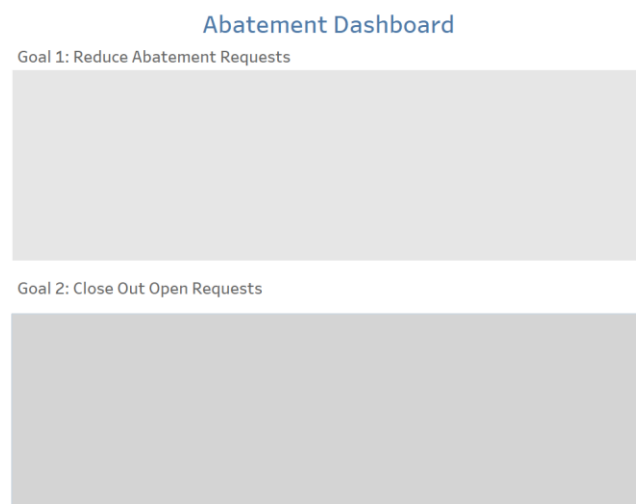 Abatement Dashboard
Goal 1: Reduce Abatement Requests
Goal 2: Close Out Open Requests